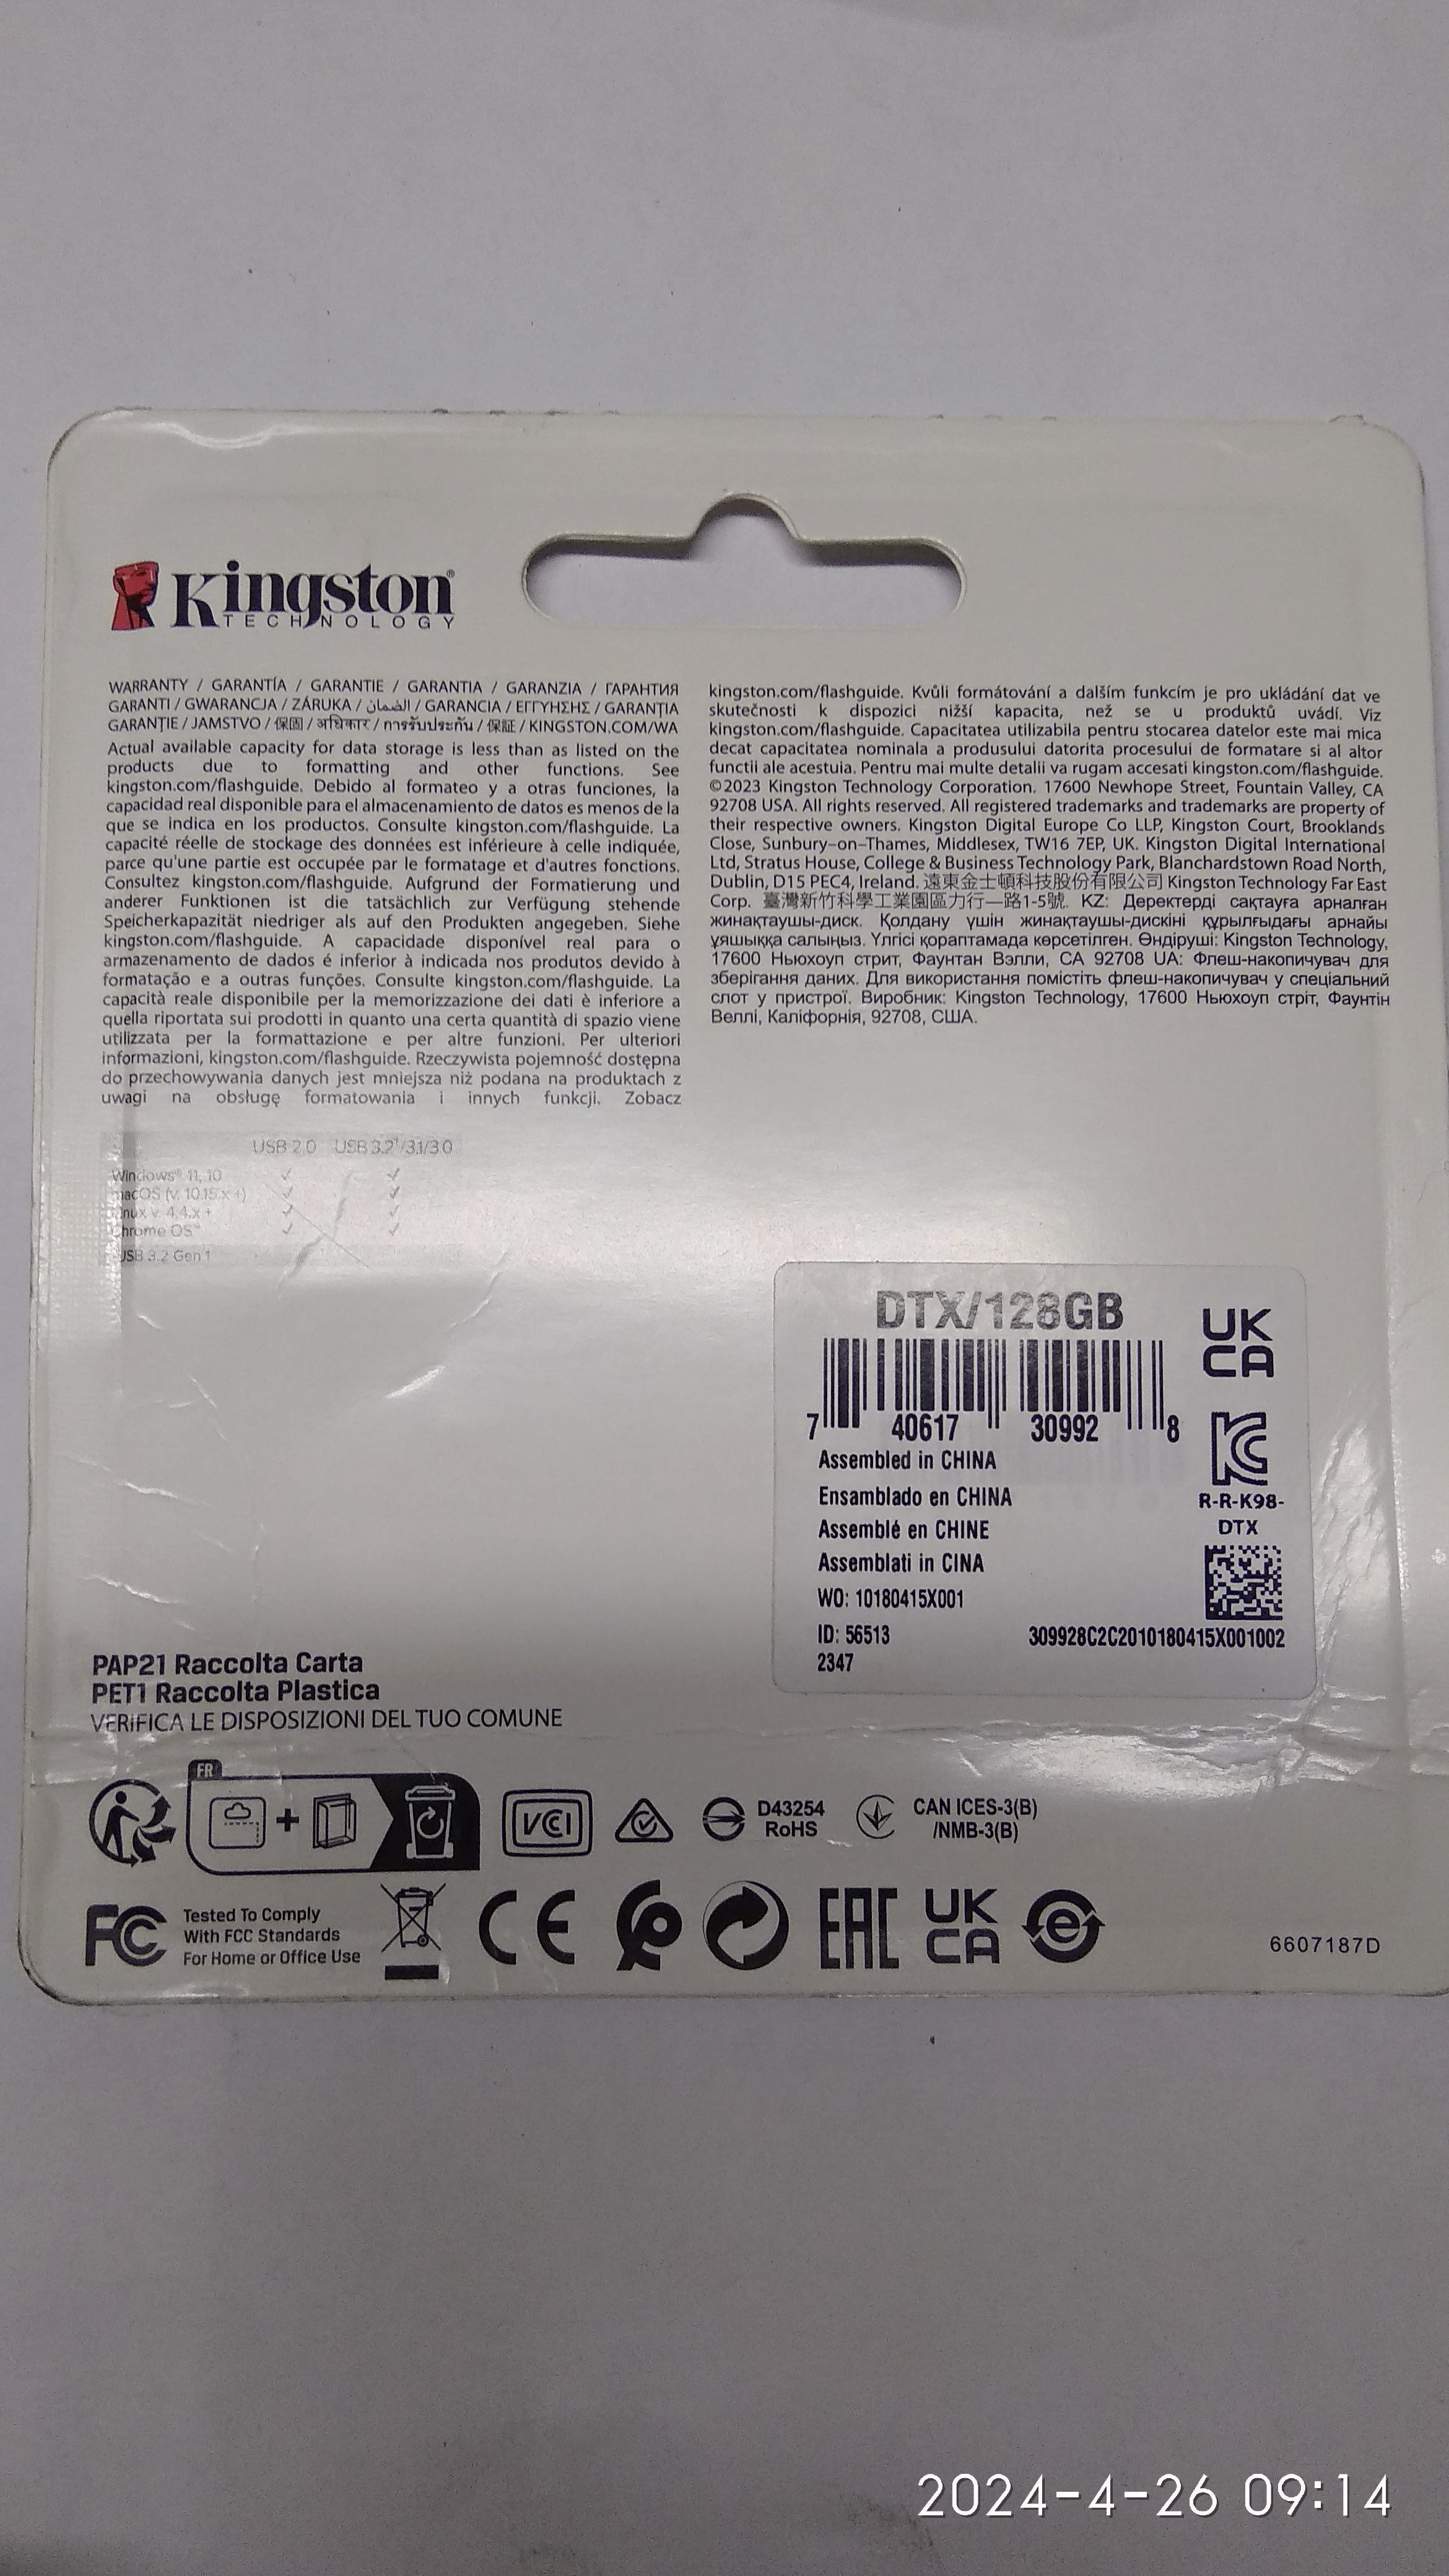 Kingston®
TECHNOLOGY
WARRANTY / GARANTÍA / GARANTIE / GARANTIA / GARANZIA / ГАРАНТИЯ
GARANTI / GWARANCJA / ZÁRUKA / الضمان / GARANCIA / ΕΓΓΥΗΣΗΣ / GARANȚIA
GARANȚIE / JAMSTVO / 保固 / अधिकार / การรับประกัน / 保証 / KINGSTON.COM/WA
Actual available capacity for data storage is less than as listed on the
products due to formatting and other functions. See
kingston.com/flashguide. Debido al formateo y a otras funciones, la
capacidad real disponible para el almacenamiento de datos es menos de la
que se indica en los productos. Consulte kingston.com/flashguide. La
capacité réelle de stockage des données est inférieure à celle indiquée,
parce qu'une partie est occupée par le formatage et d'autres fonctions.
Consultez kingston.com/flashguide. Aufgrund der Formatierung und
anderer Funktionen ist die tatsächlich zur Verfügung stehende
Speicherkapazität niedriger als auf den Produkten angegeben. Siehe
kingston.com/flashguide. A capacidade disponível real para o
armazenamento de dados é inferior à indicada nos produtos devido à
formatação e a outras funções. Consulte kingston.com/flashguide. La
capacità reale disponibile per la memorizzazione dei dati è inferiore a
quella riportata sui prodotti in quanto una certa quantità di spazio viene
utilizzata per la formattazione e per altre funzioni. Per ulteriori
informazioni, kingston.com/flashguide. Rzeczywista pojemność dostępna
do przechowywania danych jest mniejsza niż podana na produktach z
uwagi na obsługę formatowania i innych funkcji. Zobacz
kingston.com/flashguide. Kvůli formátování a dalším funkcím je pro ukládání dat ve
skutečnosti k dispozici nižší kapacita, než se u produktů uvádí. Viz
kingston.com/flashguide. Capacitatea utilizabila pentru stocarea datelor este mai mica
decat capacitatea nominala a produsului datorita procesului de formatare si al altor
functii ale acestuia. Pentru mai multe detalii va rugam accesati kingston.com/flashguide.
©2023 Kingston Technology Corporation. 17600 Newhope Street, Fountain Valley, CA
92708 USA. All rights reserved. All registered trademarks and trademarks are property of
their respective owners. Kingston Digital Europe Co LLP, Kingston Court, Brooklands
Close, Sunbury-on-Thames, Middlesex, TW16 7EP, UK. Kingston Digital International
Ltd, Stratus House, College & Business Technology Park, Blanchardstown Road North,
Dublin, D15 PEC4, Ireland. 遠東金士頓科技股份有限公司 Kingston Technology Far East
Corp. 臺灣新竹科學工業園區力行一路1-5號. KZ: Деректерді сақтауға арналған
жинақтаушы-диск. Қолдану үшін жинақтаушы-дискіні құрылғыдағы арнайы
ұяшыққа салыңыз. Үлгісі қораптамада көрсетілген. Өндіруші: Kingston Technology,
17600 Ньюхоуп стрит, Фаунтан Вэлли, CA 92708 UA: Флеш-накопичувач для
зберігання даних. Для використання помістіть флеш-накопичувач у спеціальний
слот у пристрої. Виробник: Kingston Technology, 17600 Ньюхоуп стріт, Фаунтін
Веллі, Каліфорнія, 92708, США.
USB 2.0 USB 3.2¹/3.1/3.0
Windows® 11, 10 ✓ ✓
macOS (v. 10.15.x +) ✓ ✓
Linux v. 4.4.x + ✓ ✓
Chrome OS™ ✓ ✓
USB 3.2 Gen 1
DTX/128GB
7 40617 30992 8
Assembled in CHINA
Ensamblado en CHINA
Assemblé en CHINE
Assemblati in CINA
WO: 10180415X001
ID: 56513
2347
UK
CA
R-R-K98-
DTX
309928C2C2010180415X001002
PAP21 Raccolta Carta
PET1 Raccolta Plastica
VERIFICA LE DISPOSIZIONI DEL TUO COMUNE
FR
+
VCI
D43254
RoHS
CAN ICES-3(B)
/NMB-3(B)
FC
Tested To Comply
With FCC Standards
For Home or Office Use
CE
EAC
UK
CA
e
6607187D
2024-4-26 09:14